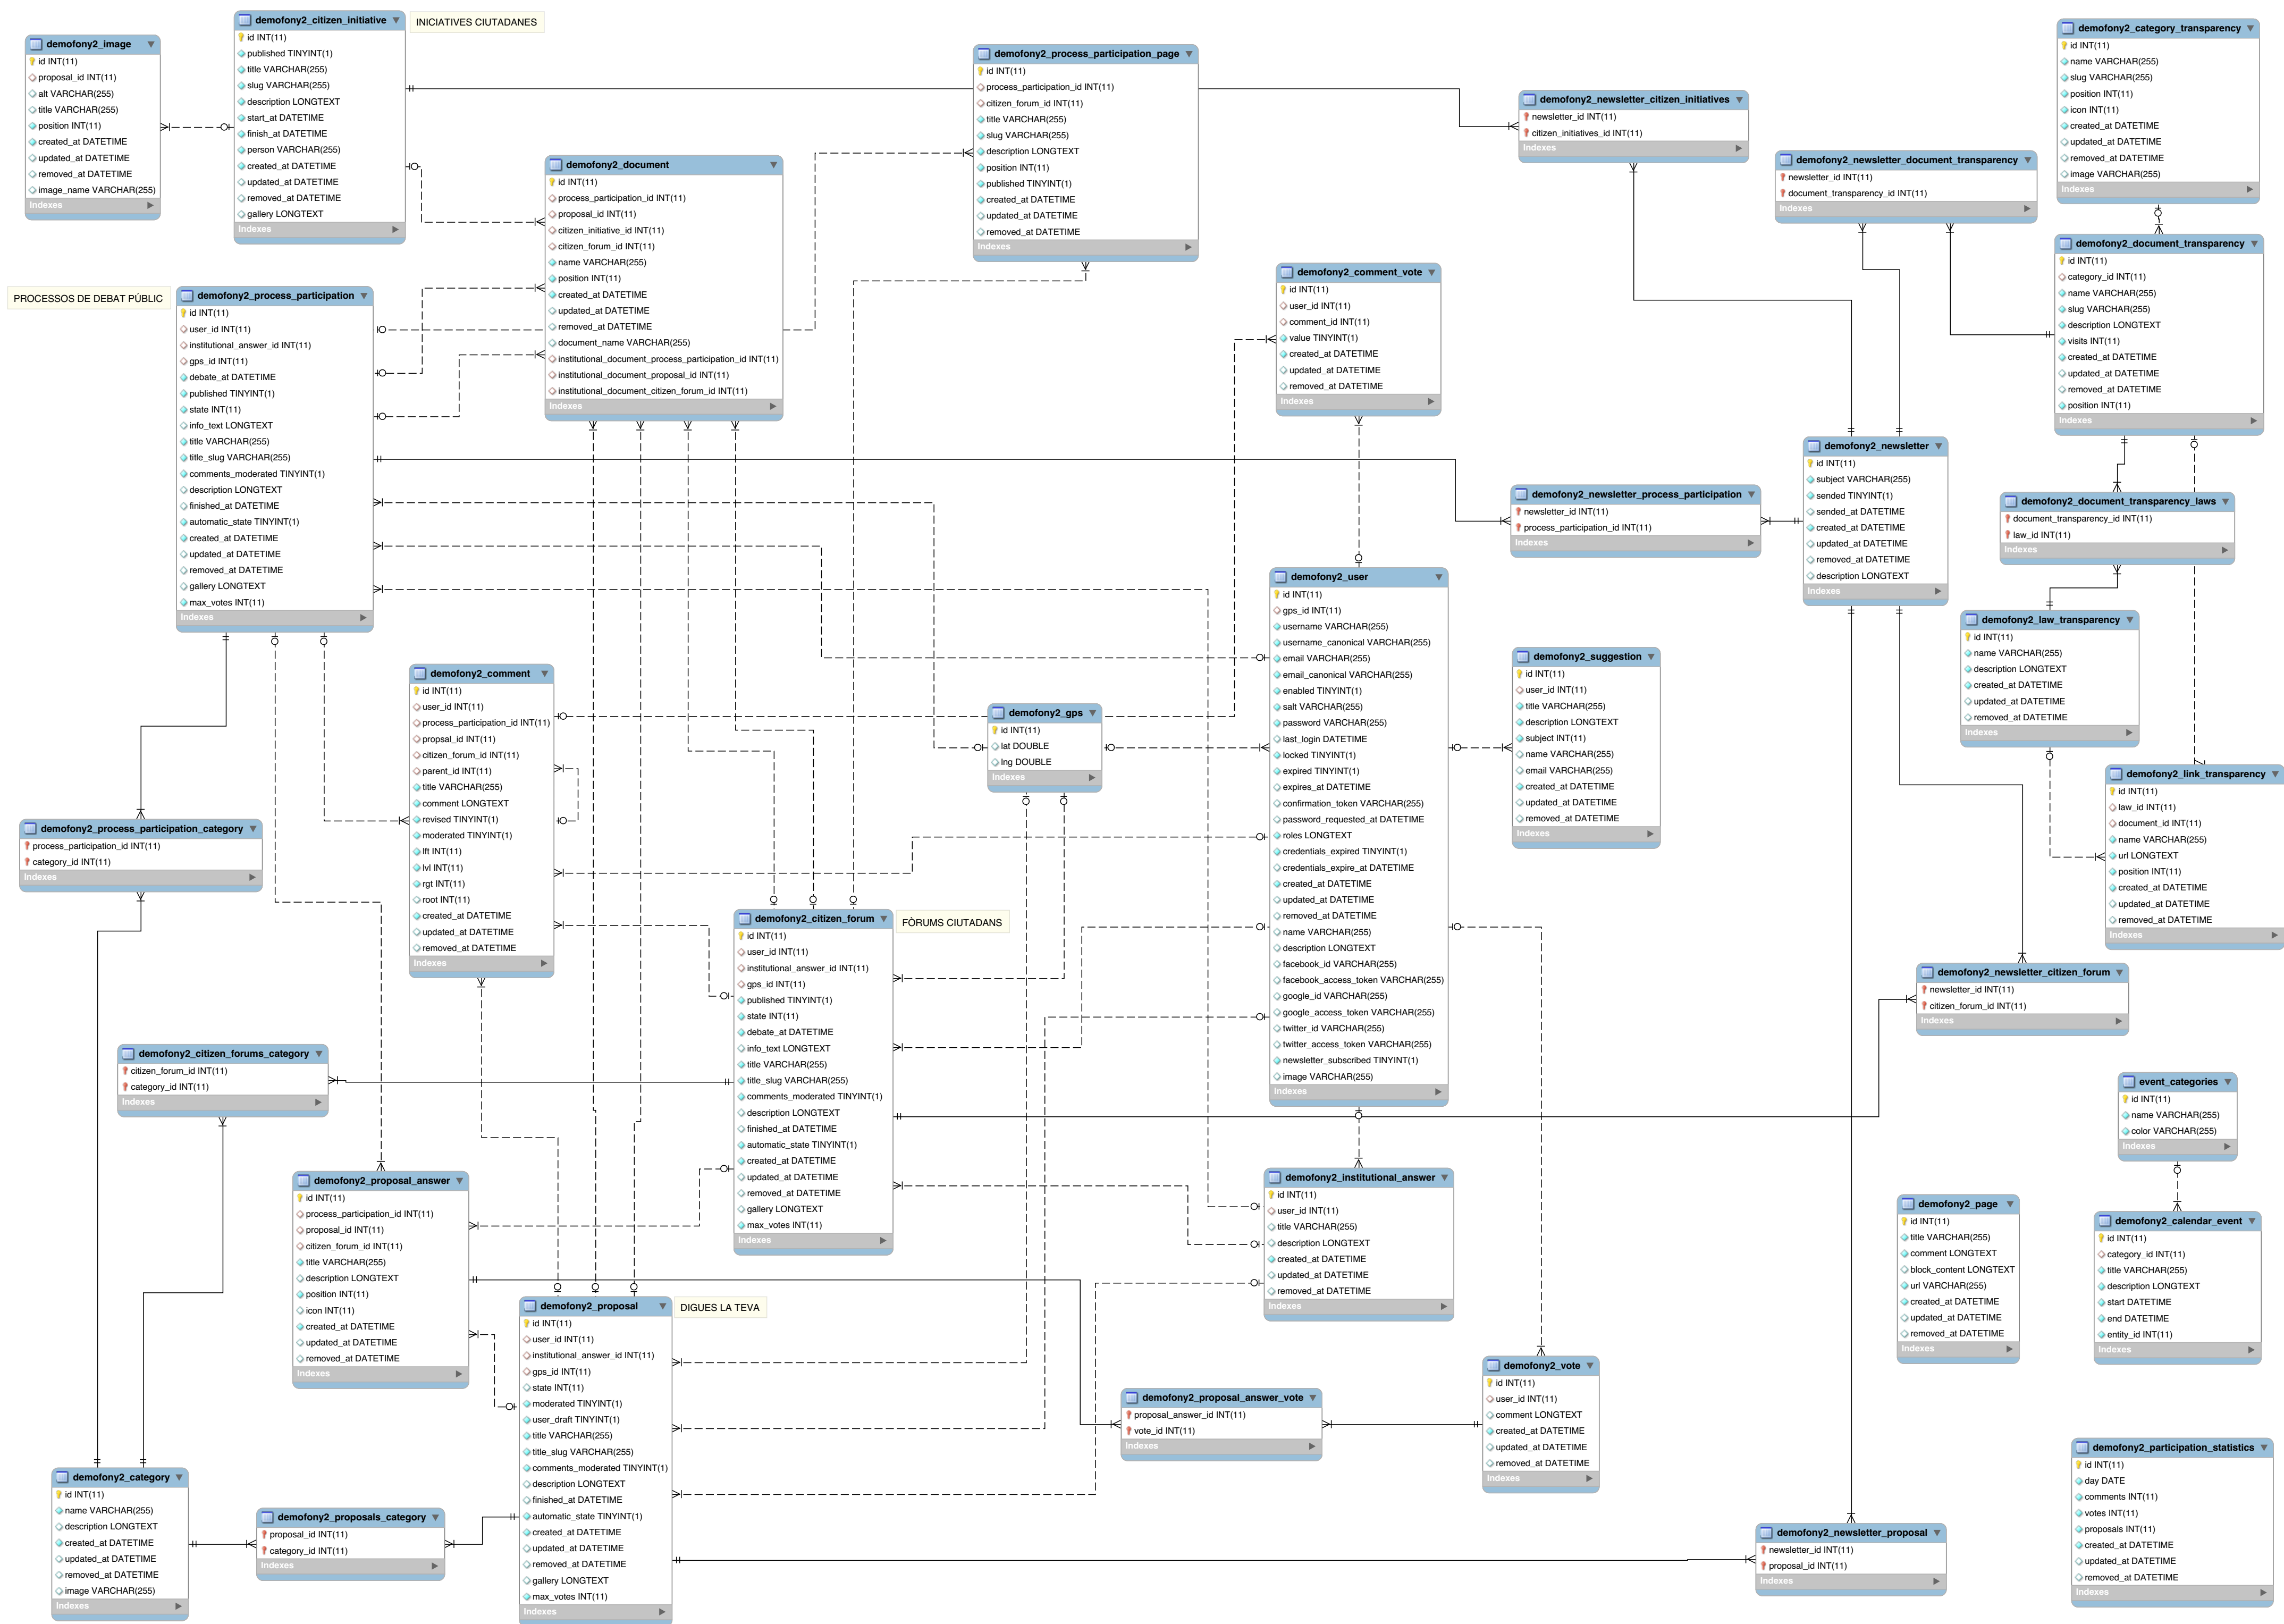 demofony2_image
id INT(11)
proposal_id INT(11)
alt VARCHAR(255)
title VARCHAR(255)
position INT(11)
created_at DATETIME
updated_at DATETIME
removed_at DATETIME
image_name VARCHAR(255)
Indexes
demofony2_citizen_initiative
id INT(11)
published TINYINT(1)
title VARCHAR(255)
slug VARCHAR(255)
description LONGTEXT
start_at DATETIME
finish_at DATETIME
person VARCHAR(255)
created_at DATETIME
updated_at DATETIME
removed_at DATETIME
gallery LONGTEXT
Indexes
INICIATIVES CIUTADANES
demofony2_document
id INT(11)
process_participation_id INT(11)
proposal_id INT(11)
citizen_initiative_id INT(11)
citizen_forum_id INT(11)
name VARCHAR(255)
position INT(11)
created_at DATETIME
updated_at DATETIME
removed_at DATETIME
document_name VARCHAR(255)
institutional_document_process_participation_id INT(11)
institutional_document_proposal_id INT(11)
institutional_document_citizen_forum_id INT(11)
Indexes
demofony2_process_participation_page
id INT(11)
process_participation_id INT(11)
citizen_forum_id INT(11)
title VARCHAR(255)
slug VARCHAR(255)
description LONGTEXT
position INT(11)
published TINYINT(1)
created_at DATETIME
updated_at DATETIME
removed_at DATETIME
Indexes
demofony2_newsletter_citizen_initiatives
newsletter_id INT(11)
citizen_initiatives_id INT(11)
Indexes
demofony2_newsletter_document_transparency
newsletter_id INT(11)
document_transparency_id INT(11)
Indexes
demofony2_category_transparency
id INT(11)
name VARCHAR(255)
slug VARCHAR(255)
position INT(11)
icon INT(11)
created_at DATETIME
updated_at DATETIME
removed_at DATETIME
image VARCHAR(255)
Indexes
demofony2_document_transparency
id INT(11)
category_id INT(11)
name VARCHAR(255)
slug VARCHAR(255)
description LONGTEXT
visits INT(11)
created_at DATETIME
updated_at DATETIME
removed_at DATETIME
position INT(11)
Indexes
PROCESSOS DE DEBAT PÚBLIC
demofony2_process_participation
id INT(11)
user_id INT(11)
institutional_answer_id INT(11)
gps_id INT(11)
debate_at DATETIME
published TINYINT(1)
state INT(11)
info_text LONGTEXT
title VARCHAR(255)
title_slug VARCHAR(255)
comments_moderated TINYINT(1)
description LONGTEXT
finished_at DATETIME
automatic_state TINYINT(1)
created_at DATETIME
updated_at DATETIME
removed_at DATETIME
gallery LONGTEXT
max_votes INT(11)
Indexes
demofony2_comment_vote
id INT(11)
user_id INT(11)
comment_id INT(11)
value TINYINT(1)
created_at DATETIME
updated_at DATETIME
removed_at DATETIME
Indexes
demofony2_newsletter
id INT(11)
subject VARCHAR(255)
sended TINYINT(1)
sended_at DATETIME
created_at DATETIME
updated_at DATETIME
removed_at DATETIME
description LONGTEXT
Indexes
demofony2_newsletter_process_participation
newsletter_id INT(11)
process_participation_id INT(11)
Indexes
demofony2_document_transparency_laws
document_transparency_id INT(11)
law_id INT(11)
Indexes
demofony2_law_transparency
id INT(11)
name VARCHAR(255)
description LONGTEXT
created_at DATETIME
updated_at DATETIME
removed_at DATETIME
Indexes
demofony2_link_transparency
id INT(11)
law_id INT(11)
document_id INT(11)
name VARCHAR(255)
url LONGTEXT
position INT(11)
created_at DATETIME
updated_at DATETIME
removed_at DATETIME
Indexes
demofony2_user
id INT(11)
gps_id INT(11)
username VARCHAR(255)
username_canonical VARCHAR(255)
email VARCHAR(255)
email_canonical VARCHAR(255)
enabled TINYINT(1)
salt VARCHAR(255)
password VARCHAR(255)
last_login DATETIME
locked TINYINT(1)
expired TINYINT(1)
expires_at DATETIME
confirmation_token VARCHAR(255)
password_requested_at DATETIME
roles LONGTEXT
credentials_expired TINYINT(1)
credentials_expire_at DATETIME
created_at DATETIME
updated_at DATETIME
removed_at DATETIME
name VARCHAR(255)
description LONGTEXT
facebook_id VARCHAR(255)
facebook_access_token VARCHAR(255)
google_id VARCHAR(255)
google_access_token VARCHAR(255)
twitter_id VARCHAR(255)
twitter_access_token VARCHAR(255)
newsletter_subscribed TINYINT(1)
image VARCHAR(255)
Indexes
demofony2_suggestion
id INT(11)
user_id INT(11)
title VARCHAR(255)
description LONGTEXT
subject INT(11)
name VARCHAR(255)
email VARCHAR(255)
created_at DATETIME
updated_at DATETIME
removed_at DATETIME
Indexes
demofony2_comment
id INT(11)
user_id INT(11)
process_participation_id INT(11)
propsal_id INT(11)
citizen_forum_id INT(11)
parent_id INT(11)
title VARCHAR(255)
comment LONGTEXT
revised TINYINT(1)
moderated TINYINT(1)
lft INT(11)
lvl INT(11)
rgt INT(11)
root INT(11)
created_at DATETIME
updated_at DATETIME
removed_at DATETIME
Indexes
demofony2_gps
id INT(11)
lat DOUBLE
lng DOUBLE
Indexes
demofony2_process_participation_category
process_participation_id INT(11)
category_id INT(11)
Indexes
demofony2_citizen_forum
id INT(11)
user_id INT(11)
institutional_answer_id INT(11)
gps_id INT(11)
published TINYINT(1)
state INT(11)
debate_at DATETIME
info_text LONGTEXT
title VARCHAR(255)
title_slug VARCHAR(255)
comments_moderated TINYINT(1)
description LONGTEXT
finished_at DATETIME
automatic_state TINYINT(1)
created_at DATETIME
updated_at DATETIME
removed_at DATETIME
gallery LONGTEXT
max_votes INT(11)
Indexes
FÒRUMS CIUTADANS
demofony2_newsletter_citizen_forum
newsletter_id INT(11)
citizen_forum_id INT(11)
Indexes
demofony2_citizen_forums_category
citizen_forum_id INT(11)
category_id INT(11)
Indexes
event_categories
id INT(11)
name VARCHAR(255)
color VARCHAR(255)
Indexes
demofony2_proposal_answer
id INT(11)
process_participation_id INT(11)
proposal_id INT(11)
citizen_forum_id INT(11)
title VARCHAR(255)
description LONGTEXT
position INT(11)
icon INT(11)
created_at DATETIME
updated_at DATETIME
removed_at DATETIME
Indexes
demofony2_institutional_answer
id INT(11)
user_id INT(11)
title VARCHAR(255)
description LONGTEXT
created_at DATETIME
updated_at DATETIME
removed_at DATETIME
Indexes
demofony2_page
id INT(11)
title VARCHAR(255)
comment LONGTEXT
block_content LONGTEXT
url VARCHAR(255)
created_at DATETIME
updated_at DATETIME
removed_at DATETIME
Indexes
demofony2_calendar_event
id INT(11)
category_id INT(11)
title VARCHAR(255)
description LONGTEXT
start DATETIME
end DATETIME
entity_id INT(11)
Indexes
demofony2_proposal
id INT(11)
user_id INT(11)
institutional_answer_id INT(11)
gps_id INT(11)
state INT(11)
moderated TINYINT(1)
user_draft TINYINT(1)
title VARCHAR(255)
title_slug VARCHAR(255)
comments_moderated TINYINT(1)
description LONGTEXT
finished_at DATETIME
automatic_state TINYINT(1)
created_at DATETIME
updated_at DATETIME
removed_at DATETIME
gallery LONGTEXT
max_votes INT(11)
Indexes
DIGUES LA TEVA
demofony2_proposal_answer_vote
proposal_answer_id INT(11)
vote_id INT(11)
Indexes
demofony2_vote
id INT(11)
user_id INT(11)
comment LONGTEXT
created_at DATETIME
updated_at DATETIME
removed_at DATETIME
Indexes
demofony2_category
id INT(11)
name VARCHAR(255)
description LONGTEXT
created_at DATETIME
updated_at DATETIME
removed_at DATETIME
image VARCHAR(255)
Indexes
demofony2_proposals_category
proposal_id INT(11)
category_id INT(11)
Indexes
demofony2_newsletter_proposal
newsletter_id INT(11)
proposal_id INT(11)
Indexes
demofony2_participation_statistics
id INT(11)
day DATE
comments INT(11)
votes INT(11)
proposals INT(11)
created_at DATETIME
updated_at DATETIME
removed_at DATETIME
Indexes